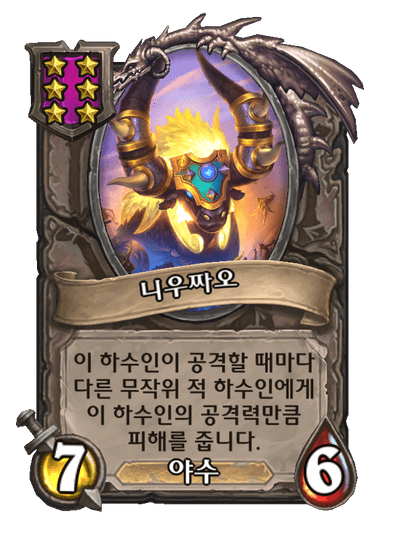 니우짜오
이 하수인이 공격할 때마다
다른 무작위 적 하수인에게
이 하수인의 공격력만큼
피해를 줍니다.
7
야수
6